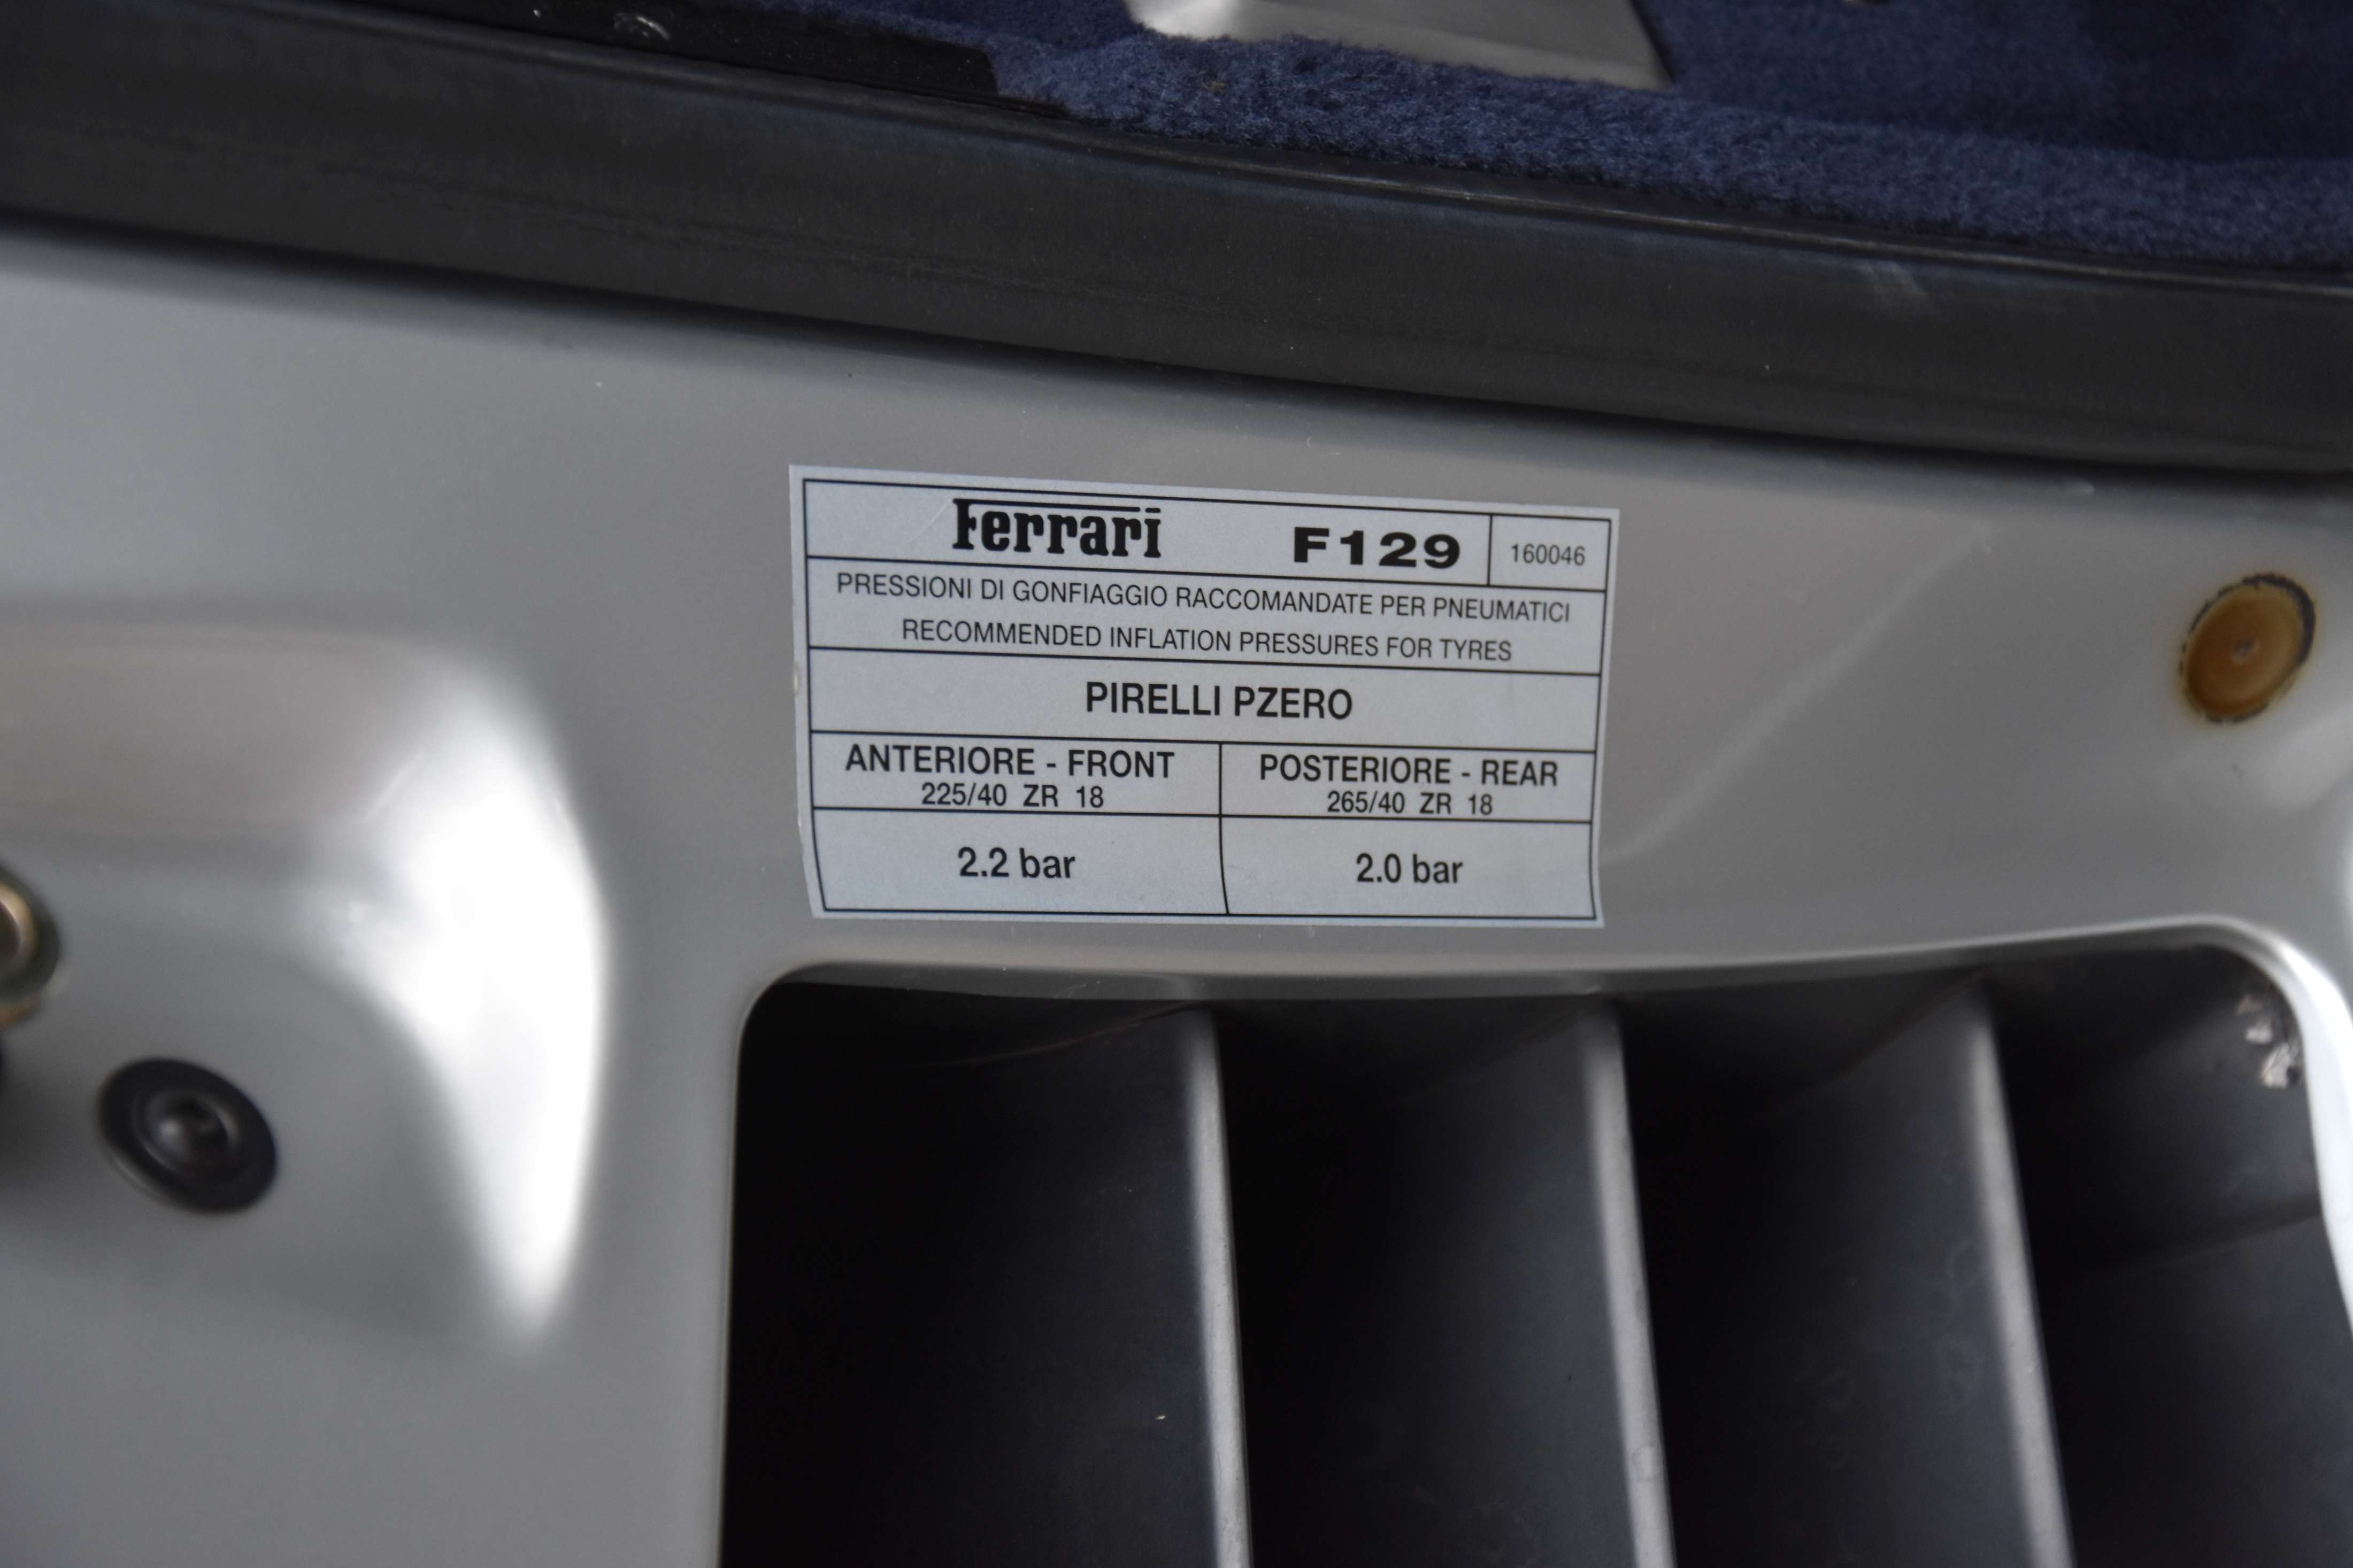 Ferrari F129 160046
PRESSIONI DI GONFIAGGIO RACCOMANDATE PER PNEUMATICI
RECOMMENDED INFLATION PRESSURES FOR TYRES
PIRELLI PZERO
ANTERIORE - FRONT
225/40 ZR 18
POSTERIORE - REAR
265/40 ZR 18
2.2 bar
2.0 bar